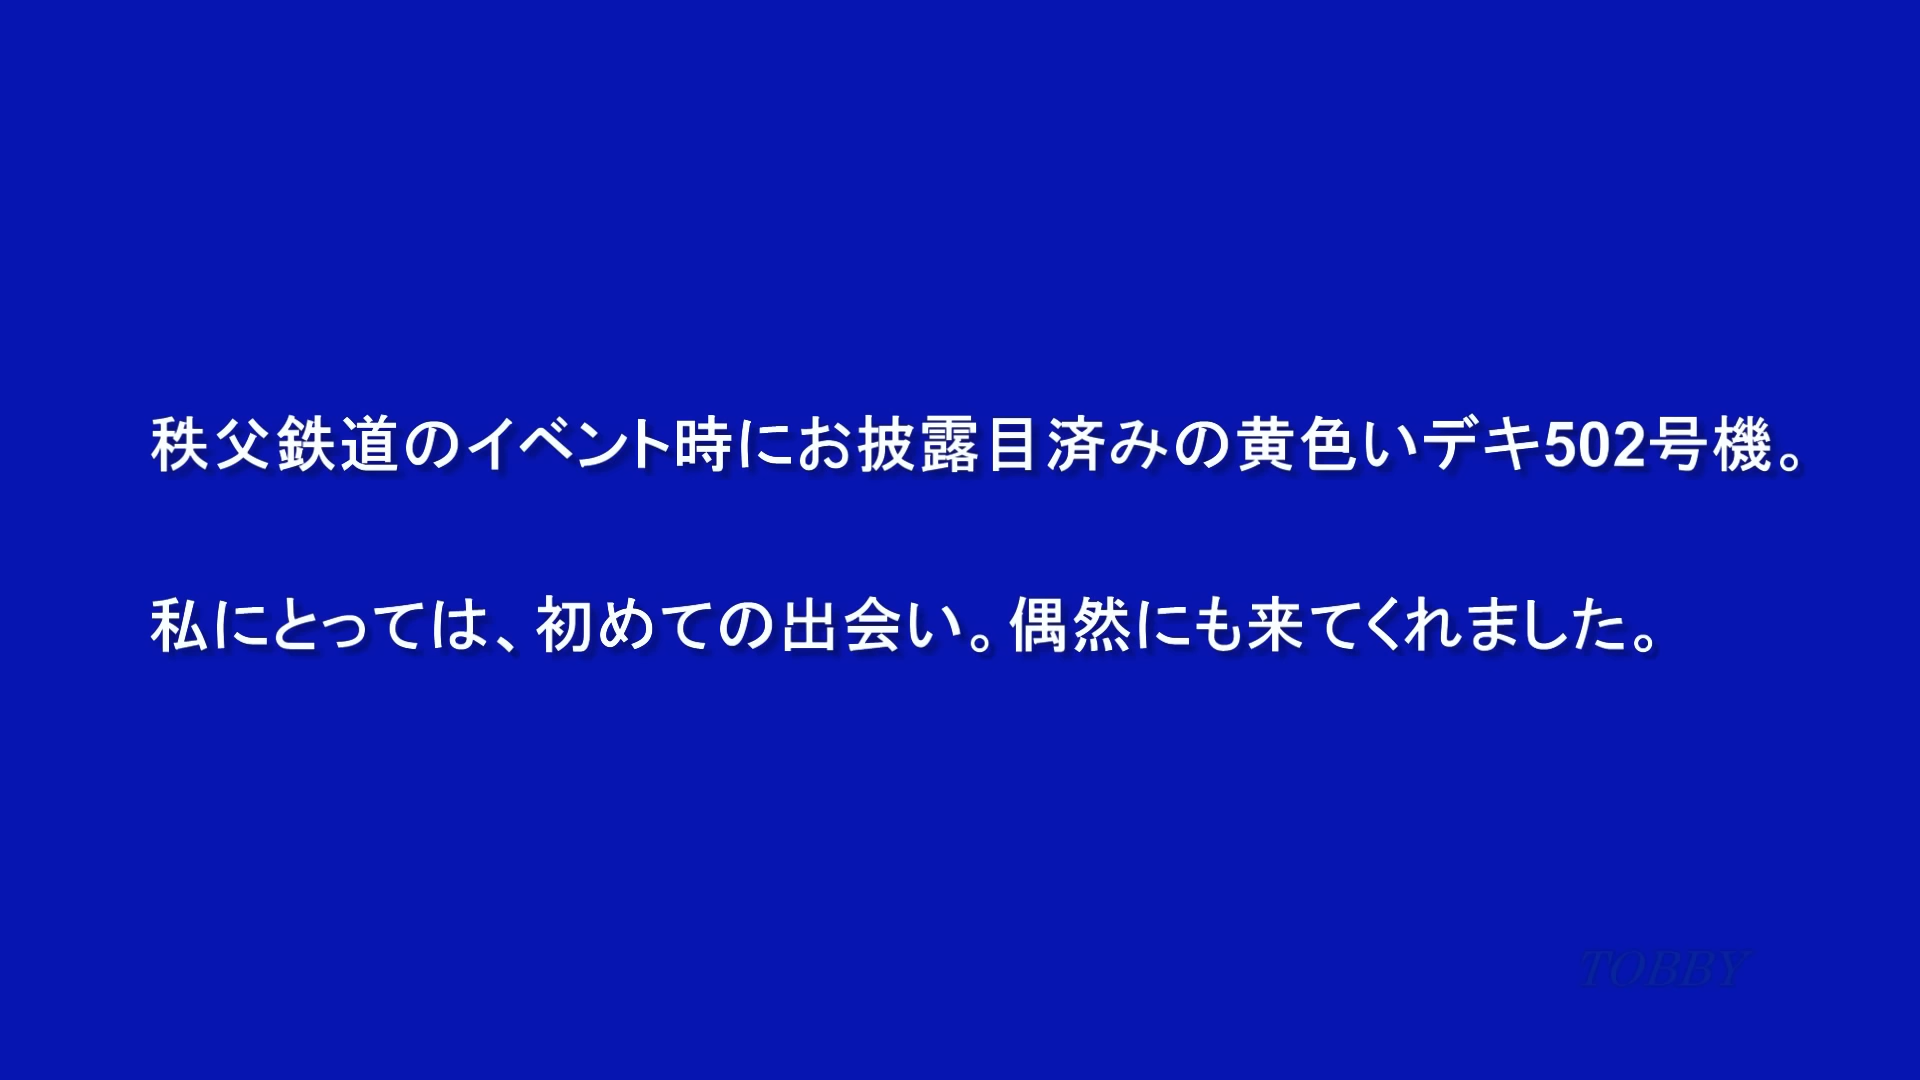 秩父鉄道のイベント時にお披露目済みの黄色いデキ502号機。
私にとっては、初めての出会い。偶然にも来てくれました。
TOBBY